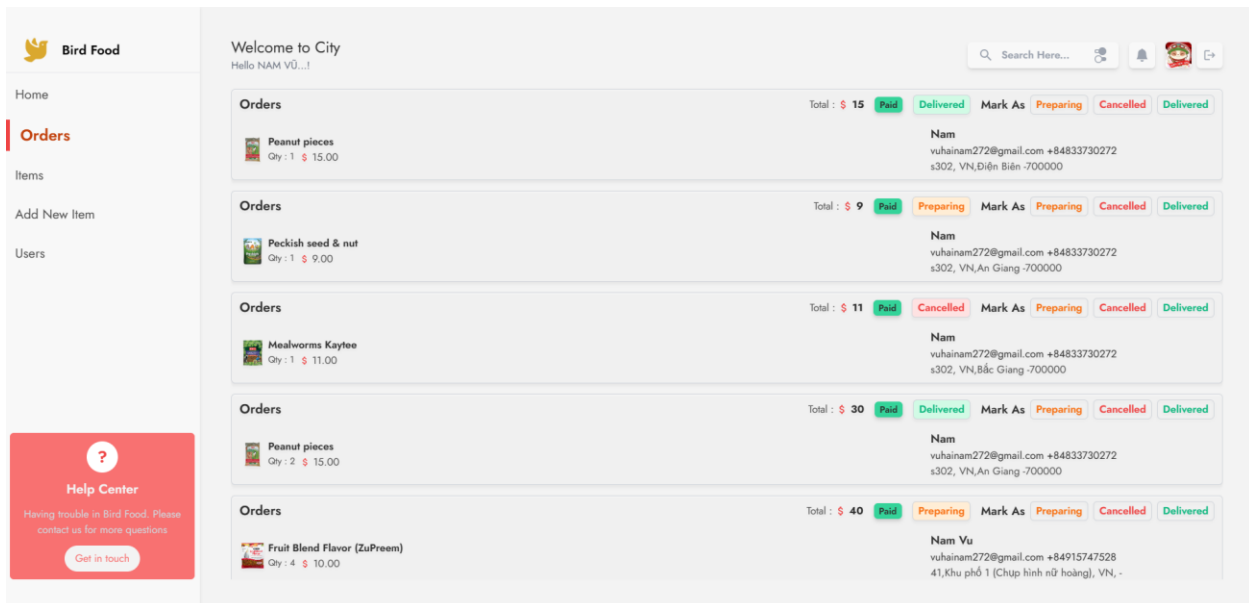 Bird Food
Welcome to City
Hello NAM VŨ...!
Search Here...
Home
Orders
Items
Add New Item
Users
?
Help Center
Having trouble in Bird Food. Please
contact us for more questions
Get in touch
Orders Total : $ 15 Paid Delivered Mark As Preparing Cancelled Delivered
Peanut pieces
Qty : 1 $ 15.00
Nam
vuhainam272@gmail.com +84833730272
s302, VN,Điện Biên -700000
Orders Total : $ 9 Paid Preparing Mark As Preparing Cancelled Delivered
Peckish seed & nut
Qty : 1 $ 9.00
Nam
vuhainam272@gmail.com +84833730272
s302, VN,An Giang -700000
Orders Total : $ 11 Paid Cancelled Mark As Preparing Cancelled Delivered
Mealworms Kaytee
Qty : 1 $ 11.00
Nam
vuhainam272@gmail.com +84833730272
s302, VN,Bắc Giang -700000
Orders Total : $ 30 Paid Delivered Mark As Preparing Cancelled Delivered
Peanut pieces
Qty : 2 $ 15.00
Nam
vuhainam272@gmail.com +84833730272
s302, VN,An Giang -700000
Orders Total : $ 40 Paid Preparing Mark As Preparing Cancelled Delivered
Fruit Blend Flavor (ZuPreem)
Qty : 4 $ 10.00
Nam Vu
vuhainam272@gmail.com +84915747528
41,Khu phố 1 (Chụp hình nữ hoàng), VN, -